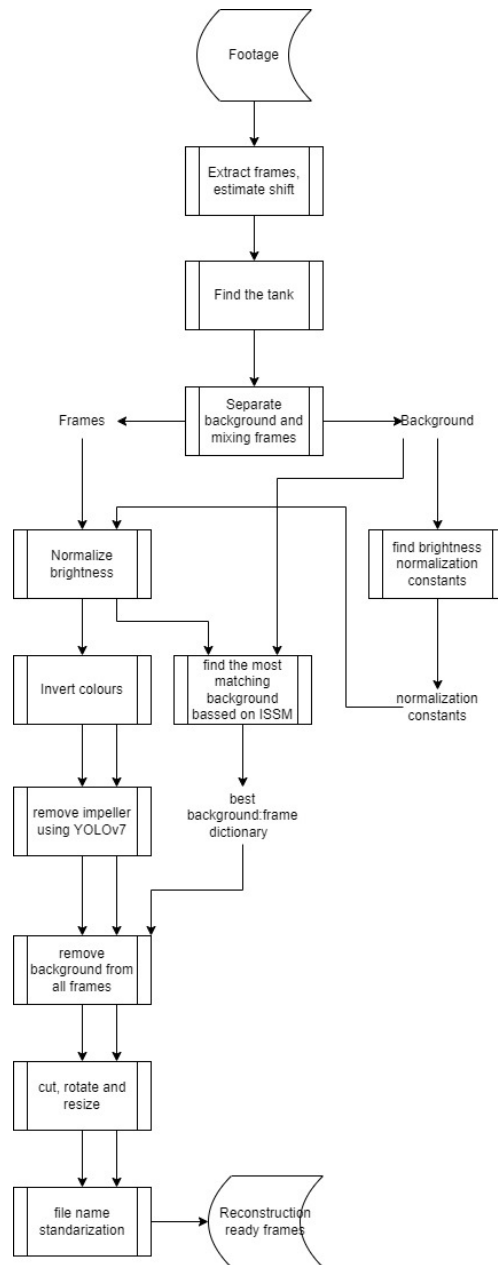 Footage
Extract frames,
estimate shift
Find the tank
Separate
background and
mixing frames
Frames
Background
Normalize
brightness
find brightness
normalization
constants
Invert colours
find the most
matching
background
bassed on ISSM
normalization
constants
remove impeller
using YOLOv7
best
background:frame
dictionary
remove
background from
all frames
cut, rotate and
resize
file name
standarization
Reconstruction
ready frames